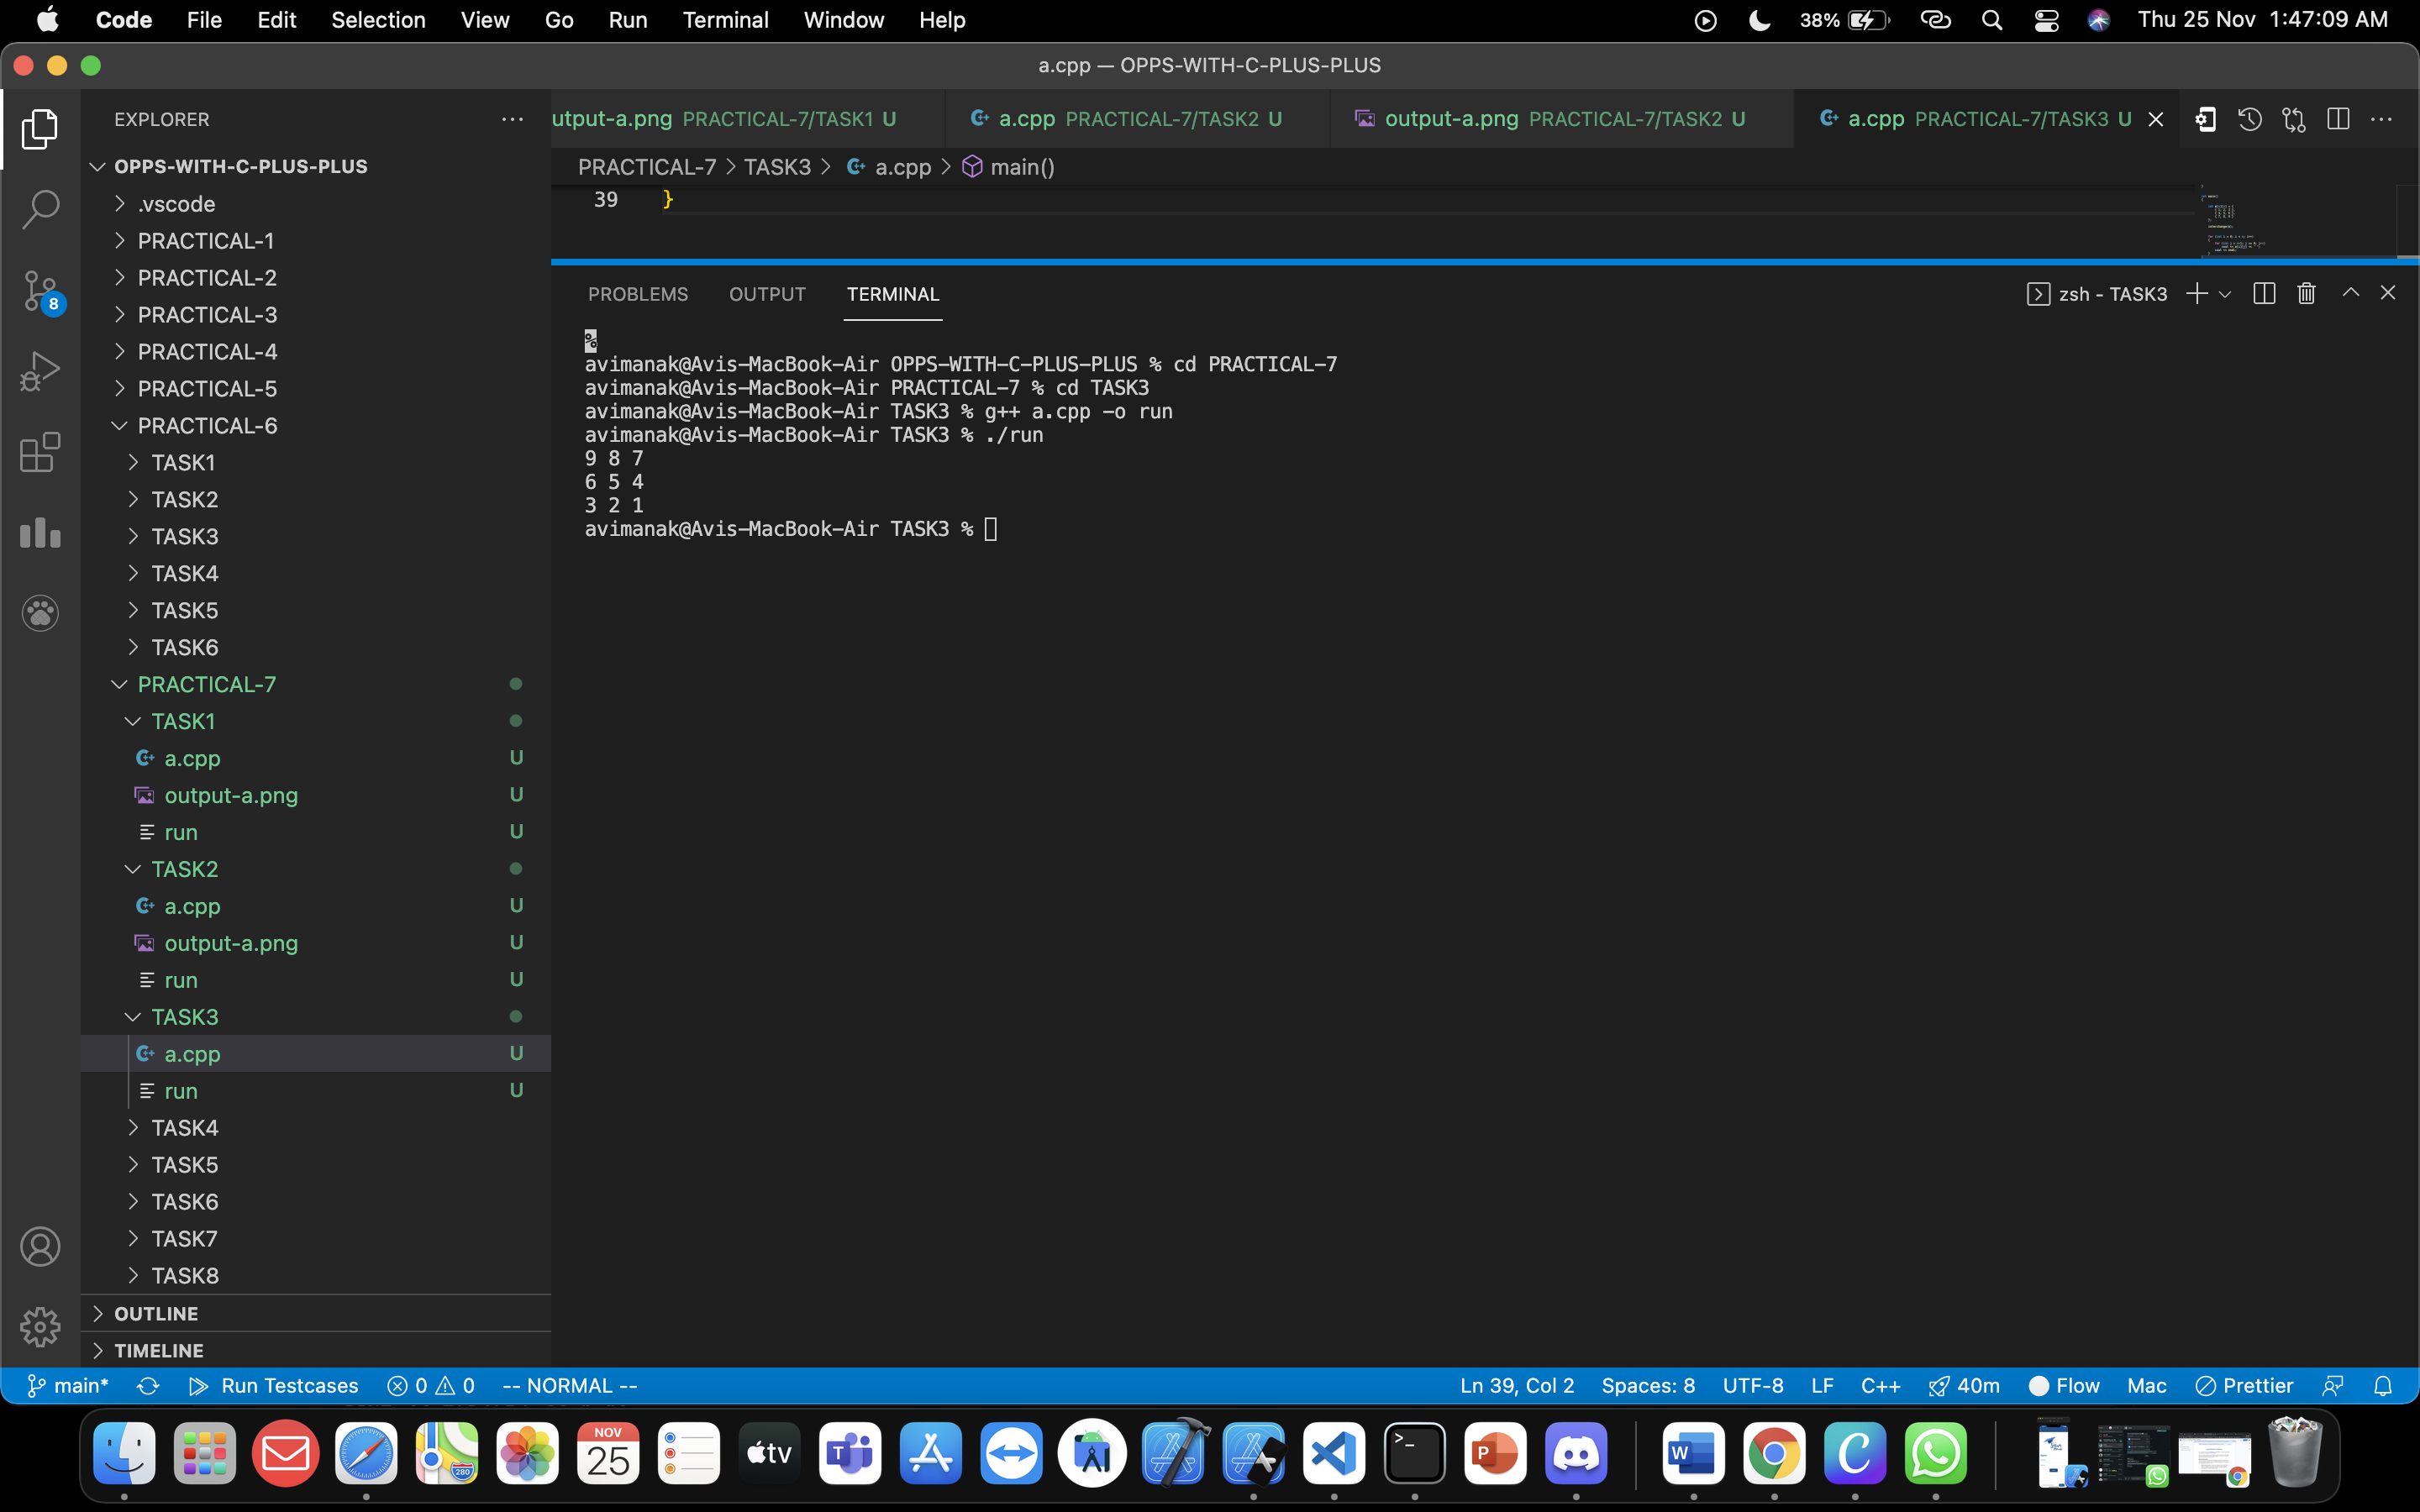 Code File Edit Selection View Go Run Terminal Window Help 38% Thu 25 Nov 1:47:09 AM
a.cpp — OPPS-WITH-C-PLUS-PLUS
EXPLORER
OPPS-WITH-C-PLUS-PLUS
.vscode
PRACTICAL-1
PRACTICAL-2
PRACTICAL-3
PRACTICAL-4
PRACTICAL-5
PRACTICAL-6
TASK1
TASK2
TASK3
TASK4
TASK5
TASK6
PRACTICAL-7
TASK1
a.cpp U
output-a.png U
run U
TASK2
a.cpp U
output-a.png U
run U
TASK3
a.cpp U
run U
TASK4
TASK5
TASK6
TASK7
TASK8
OUTLINE
TIMELINE
8
utput-a.png PRACTICAL-7/TASK1 U a.cpp PRACTICAL-7/TASK2 U output-a.png PRACTICAL-7/TASK2 U a.cpp PRACTICAL-7/TASK3 U
PRACTICAL-7 > TASK3 > a.cpp > main()
39 }
PROBLEMS OUTPUT TERMINAL zsh - TASK3
%
avimanak@Avis-MacBook-Air OPPS-WITH-C-PLUS-PLUS % cd PRACTICAL-7
avimanak@Avis-MacBook-Air PRACTICAL-7 % cd TASK3
avimanak@Avis-MacBook-Air TASK3 % g++ a.cpp -o run
avimanak@Avis-MacBook-Air TASK3 % ./run
9 8 7
6 5 4
3 2 1
avimanak@Avis-MacBook-Air TASK3 %
main* Run Testcases 0 0 -- NORMAL -- Ln 39, Col 2 Spaces: 8 UTF-8 LF C++ 40m Flow Mac Prettier
NOV
25
280
tv
T
P
W
C